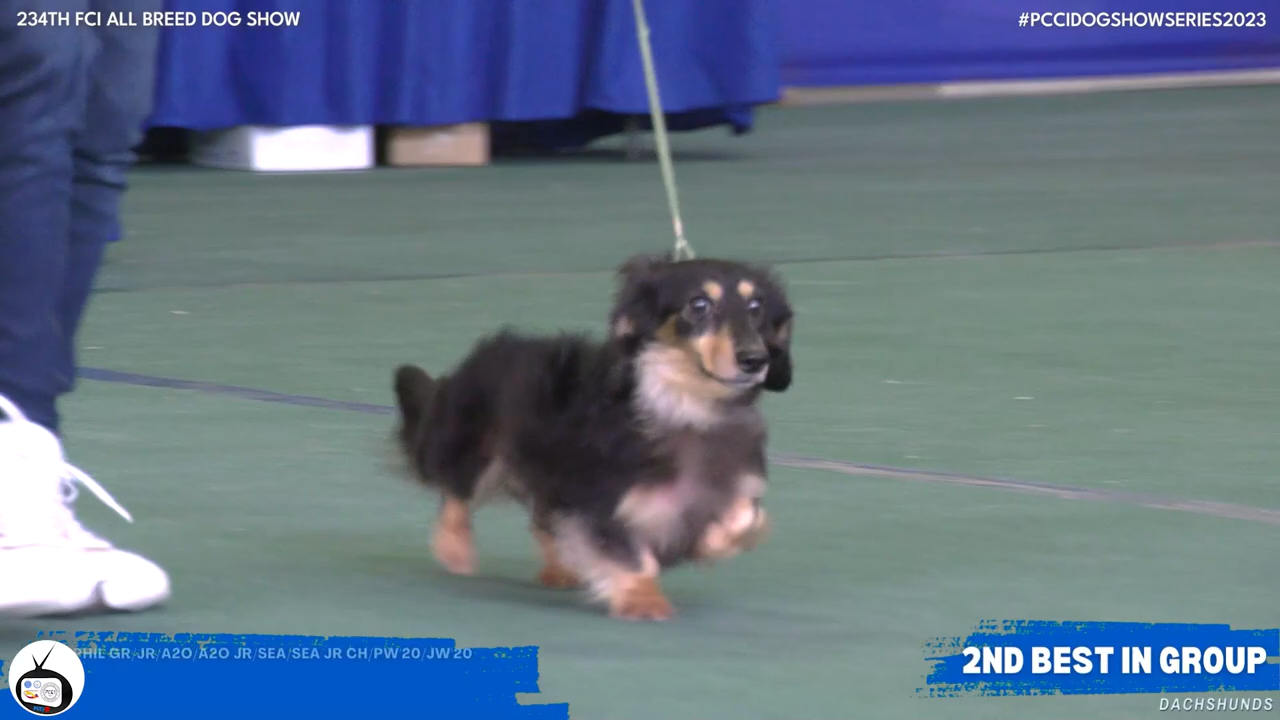 234TH FCI ALL BREED DOG SHOW
#PCCIDOGSHOWSERIES2023
PHIL GR/JR/A2O/A2O JR/SEA/SEA JR CH/PW 20/JW 20
2ND BEST IN GROUP
DACHSHUNDS